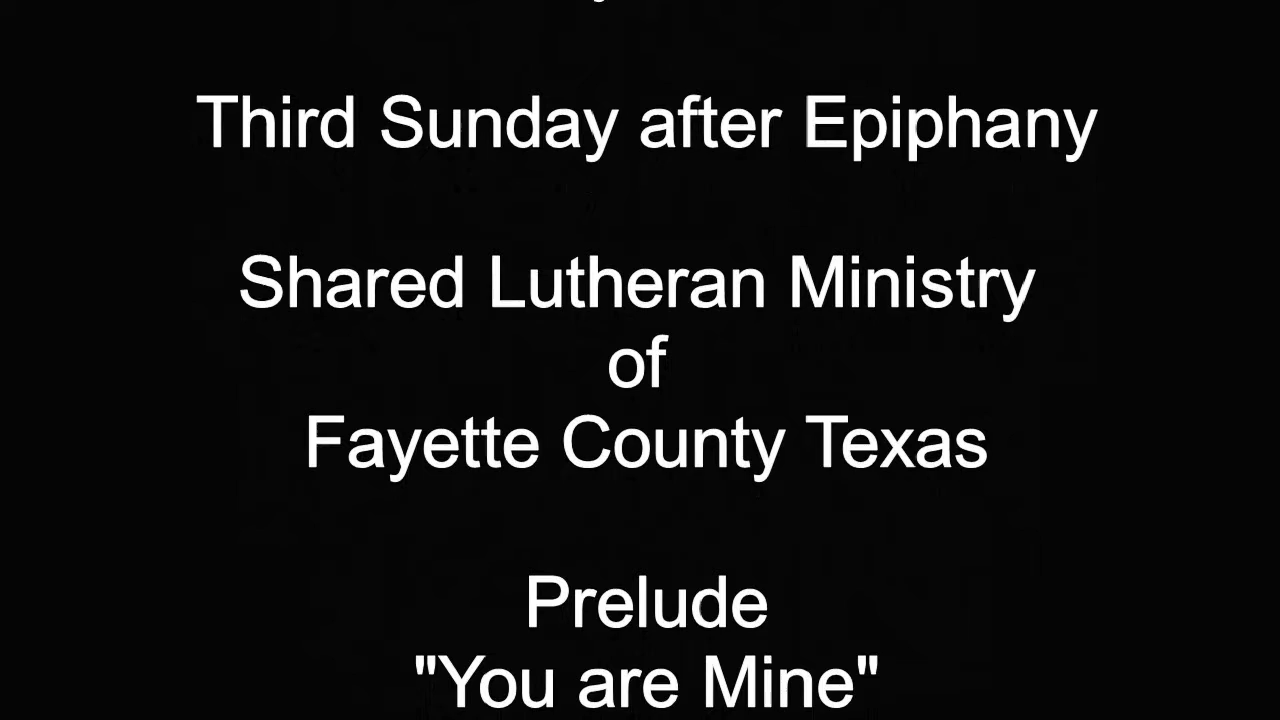 Third Sunday after Epiphany
Shared Lutheran Ministry
of
Fayette County Texas
Prelude
"You are Mine"